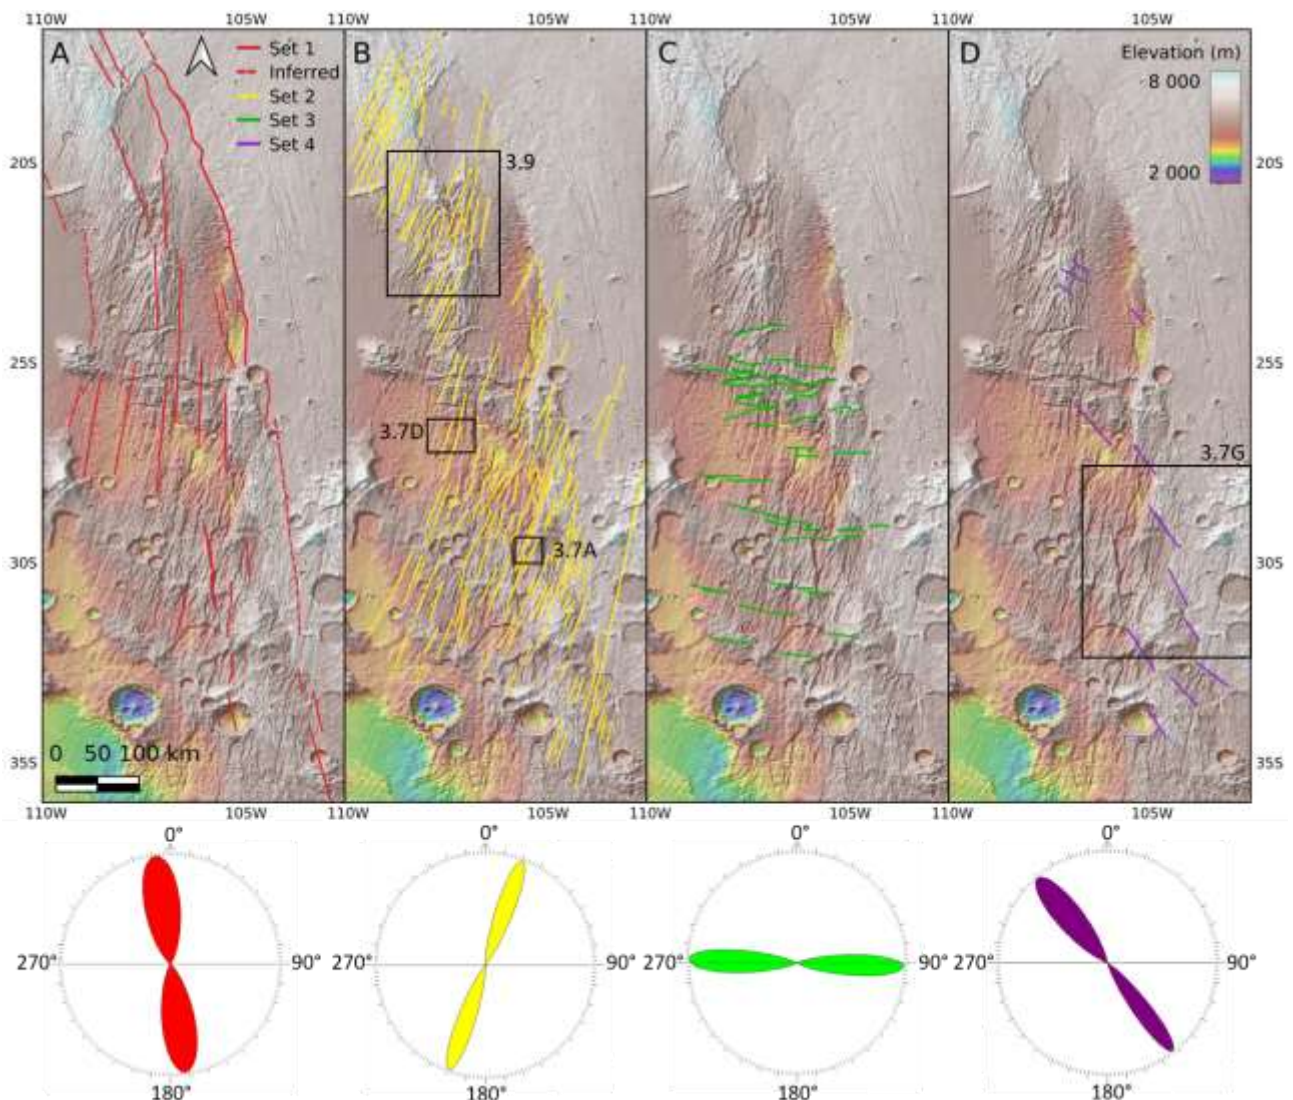 110W 105W 110W 105W 105W 105W
A B C D
Set 1
Inferred
Set 2
Set 3
Set 4
Elevation (m)
8 000
2 000
20S 3.9 20S
25S 25S
3.7D 3.7G
3.7A
30S 30S
0 50 100 km
35S 35S
110W 105W 110W 105W 110W 105W 110W 105W
0° 0° 0° 0°
270° 90° 270° 90° 270° 90° 270° 90°
180° 180° 180° 180°